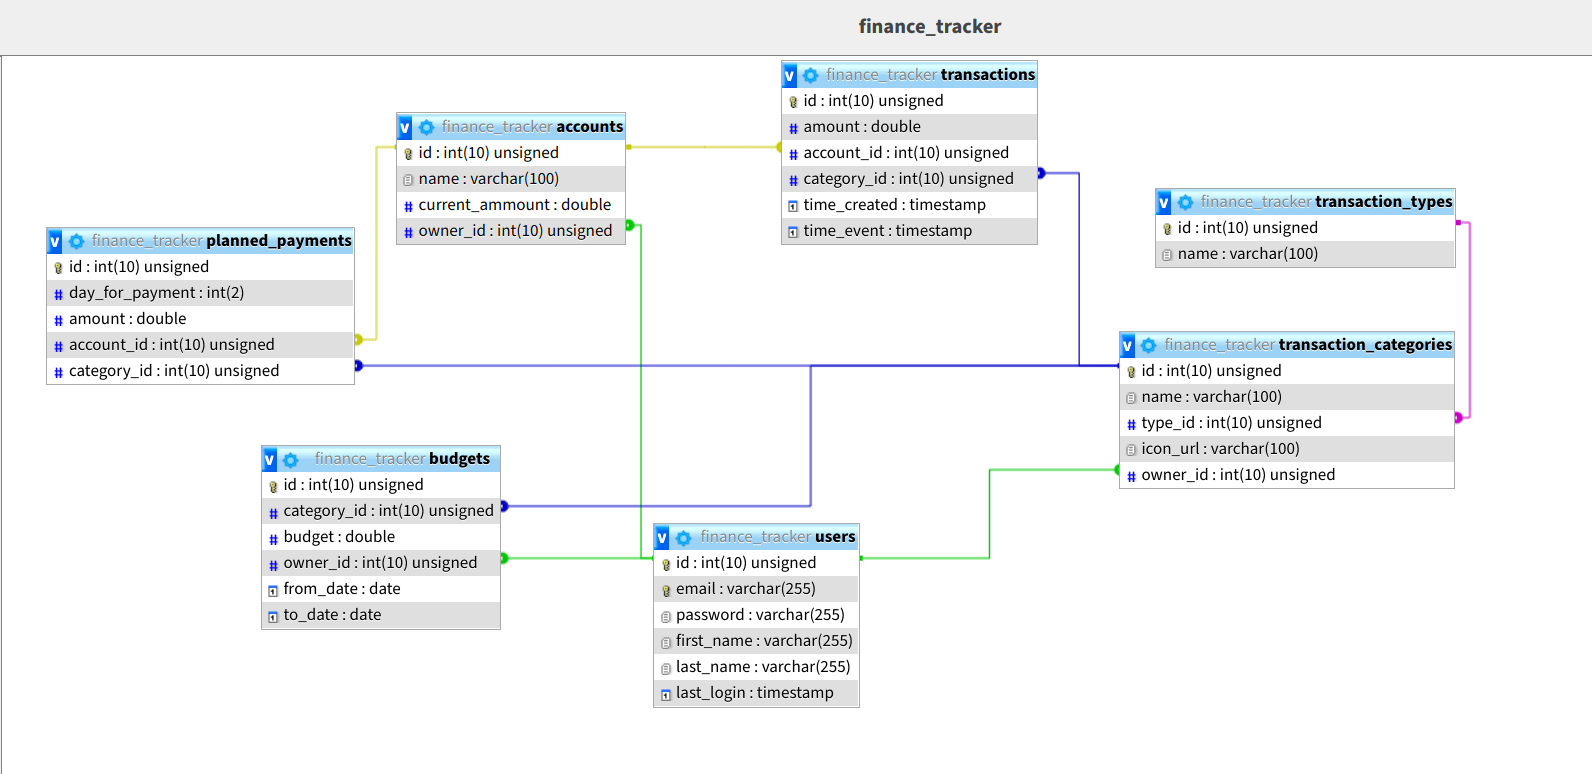 finance_tracker
v finance_tracker transactions
id : int(10) unsigned
# amount : double
# account_id : int(10) unsigned
# category_id : int(10) unsigned
time_created : timestamp
time_event : timestamp
v finance_tracker accounts
id : int(10) unsigned
name : varchar(100)
# current_ammount : double
# owner_id : int(10) unsigned
v finance_tracker transaction_types
id : int(10) unsigned
name : varchar(100)
v finance_tracker planned_payments
id : int(10) unsigned
# day_for_payment : int(2)
# amount : double
# account_id : int(10) unsigned
# category_id : int(10) unsigned
v finance_tracker transaction_categories
id : int(10) unsigned
name : varchar(100)
# type_id : int(10) unsigned
icon_url : varchar(100)
# owner_id : int(10) unsigned
v finance_tracker budgets
id : int(10) unsigned
# category_id : int(10) unsigned
# budget : double
# owner_id : int(10) unsigned
from_date : date
to_date : date
v finance_tracker users
id : int(10) unsigned
email : varchar(255)
password : varchar(255)
first_name : varchar(255)
last_name : varchar(255)
last_login : timestamp